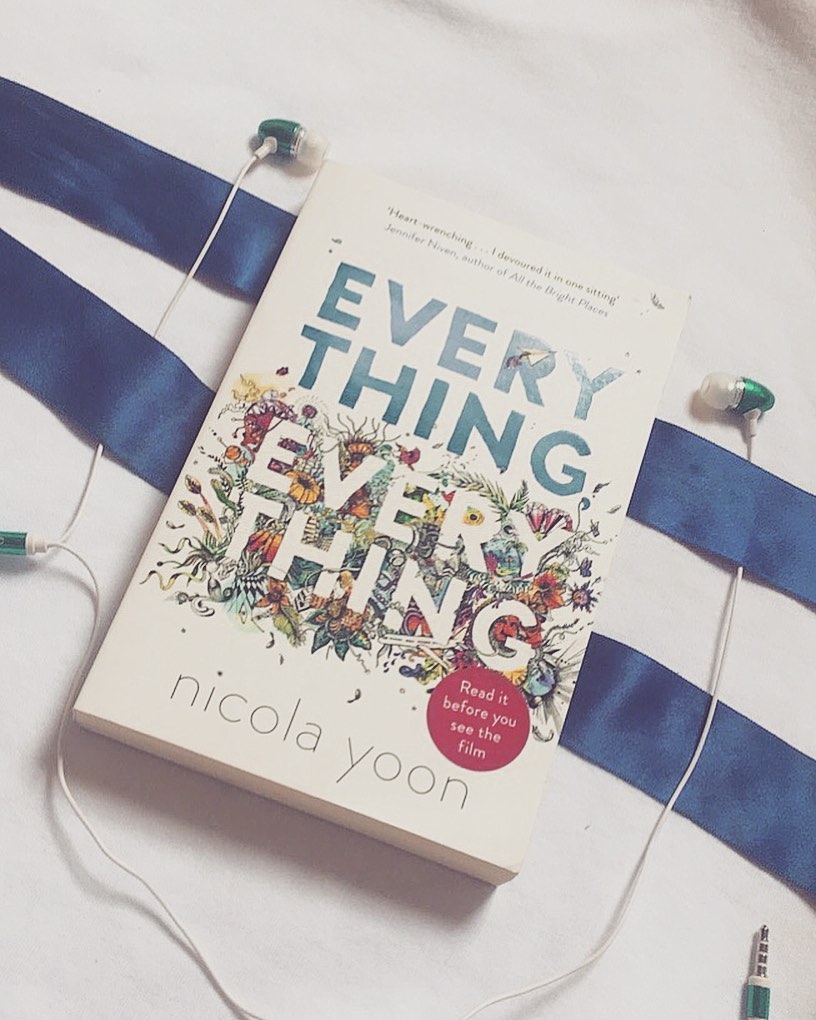 'Heart-wrenching . . . I devoured it in one sitting'
Jennifer Niven, author of All the Bright Places
EVERY
THING,
EVERY
THING
nicola yoon
Read it
before you
see the
film